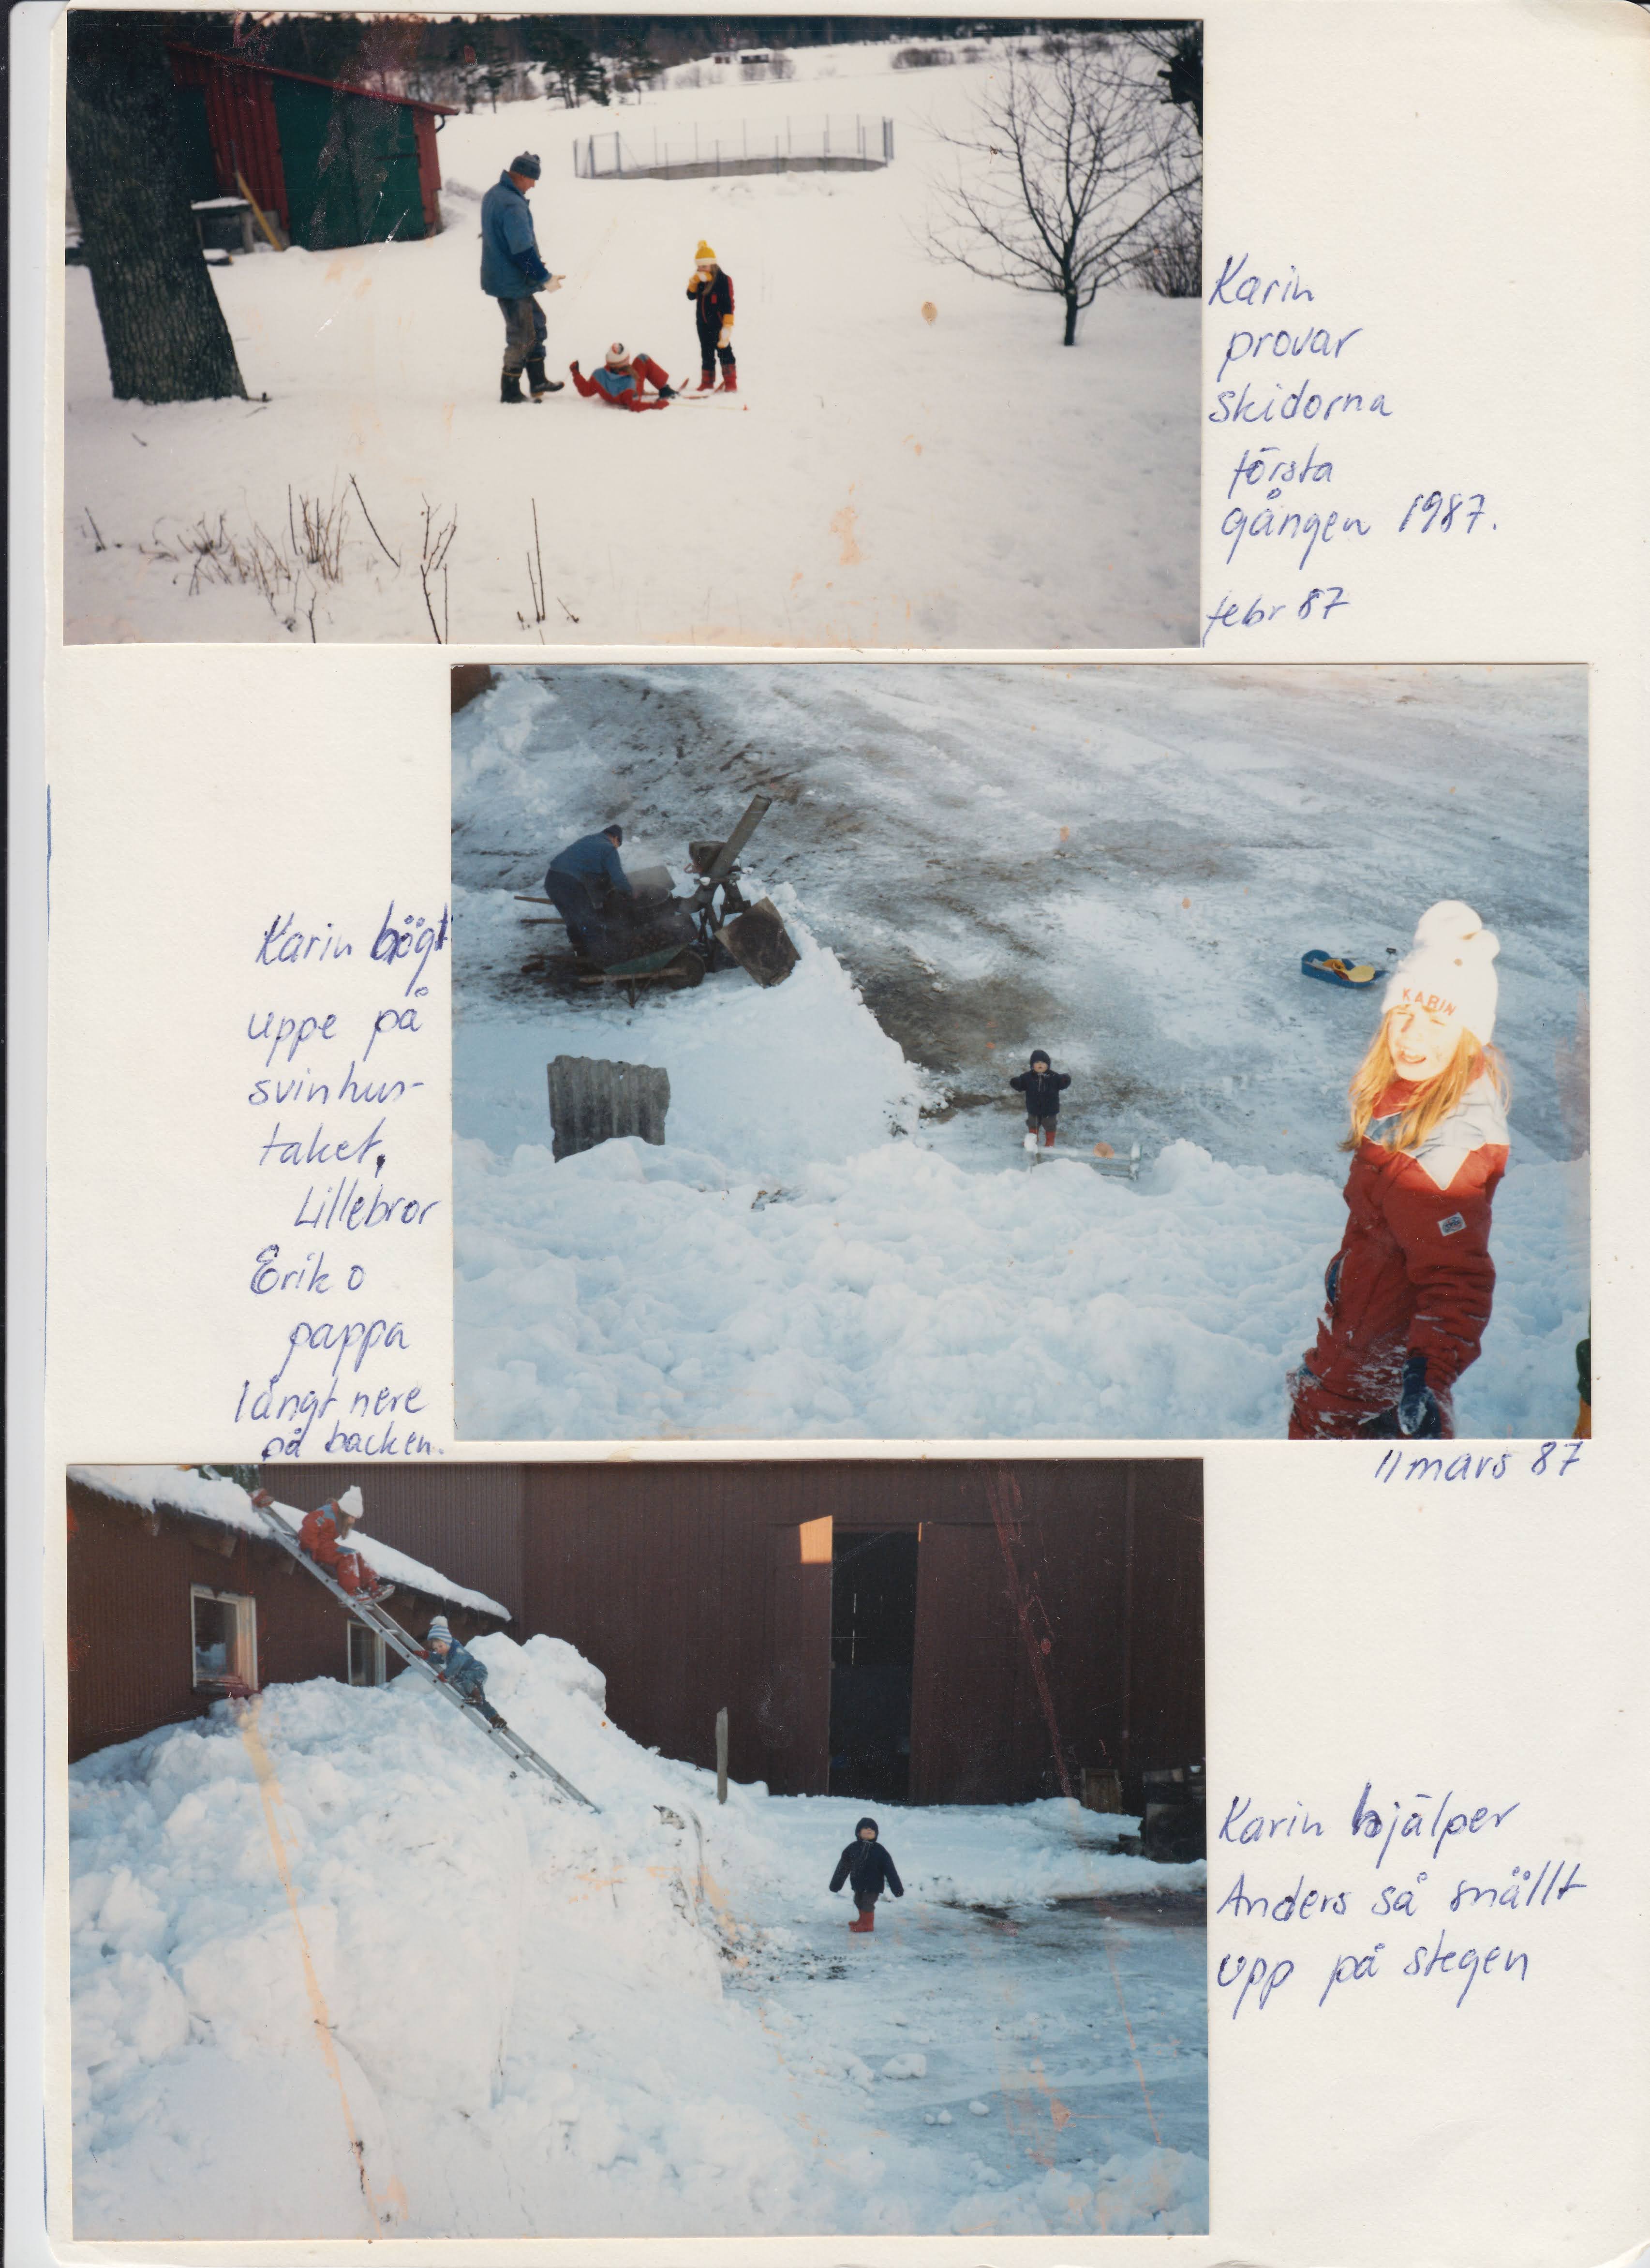 Karin
provar
skidorna
första
gången 1987.
febr 87
Karin högt
uppe på
svinhus-
taket.
Lillebror
Erik o
pappa
långt nere
på backen.
KARIN
11 mars 87
Karin hjälper
Anders så snällt
upp på stegen